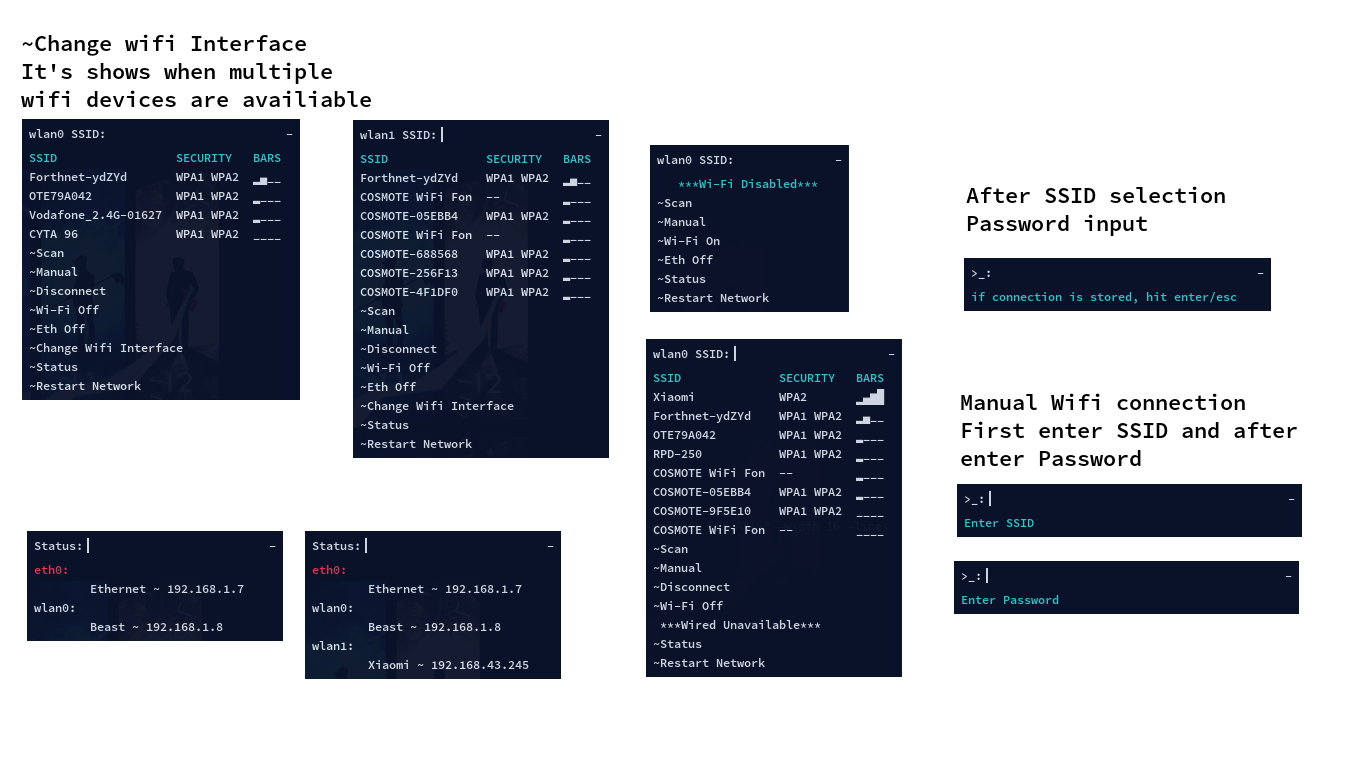 ~Change wifi Interface
It's shows when multiple
wifi devices are availiable
wlan0 SSID: –
SSID SECURITY BARS
Forthnet-ydZYd WPA1 WPA2 ▂▄__
OTE79A042 WPA1 WPA2 ▂___
Vodafone_2.4G-01627 WPA1 WPA2 ▂___
CYTA 96 WPA1 WPA2 ____
~Scan
~Manual
~Disconnect
~Wi-Fi Off
~Eth Off
~Change Wifi Interface
~Status
~Restart Network
wlan1 SSID: –
SSID SECURITY BARS
Forthnet-ydZYd WPA1 WPA2 ▂▄__
COSMOTE WiFi Fon -- ▂___
COSMOTE-05EBB4 WPA1 WPA2 ▂___
COSMOTE WiFi Fon -- ▂___
COSMOTE-688568 WPA1 WPA2 ▂___
COSMOTE-256F13 WPA1 WPA2 ▂___
COSMOTE-4F1DF0 WPA1 WPA2 ▂___
~Scan
~Manual
~Disconnect
~Wi-Fi Off
~Eth Off
~Change Wifi Interface
~Status
~Restart Network
wlan0 SSID: –
***Wi-Fi Disabled***
~Scan
~Manual
~Wi-Fi On
~Eth Off
~Status
~Restart Network
wlan0 SSID: –
SSID SECURITY BARS
Xiaomi WPA2 ▂▄▆█
Forthnet-ydZYd WPA1 WPA2 ▂▄__
OTE79A042 WPA1 WPA2 ▂___
RPD-250 WPA1 WPA2 ▂___
COSMOTE WiFi Fon -- ▂___
COSMOTE-05EBB4 WPA1 WPA2 ▂___
COSMOTE-9F5E10 WPA1 WPA2 ____
COSMOTE WiFi Fon -- ____
~Scan
~Manual
~Disconnect
~Wi-Fi Off
***Wired Unavailable***
~Status
~Restart Network
After SSID selection
Password input
>_: –
if connection is stored, hit enter/esc
Manual Wifi connection
First enter SSID and after
enter Password
>_: –
Enter SSID
>_: –
Enter Password
Status: –
eth0:
Ethernet ~ 192.168.1.7
wlan0:
Beast ~ 192.168.1.8
Status: –
eth0:
Ethernet ~ 192.168.1.7
wlan0:
Beast ~ 192.168.1.8
wlan1:
Xiaomi ~ 192.168.43.245